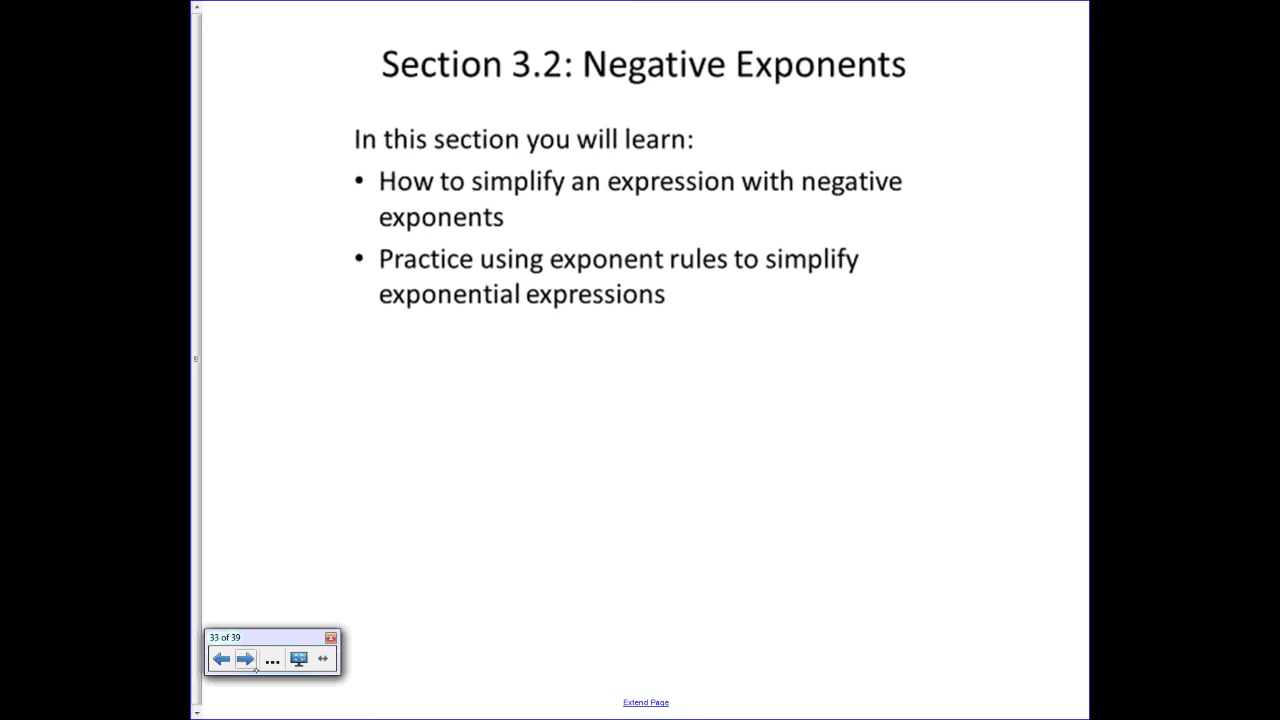 Section 3.2: Negative Exponents
In this section you will learn:
• How to simplify an expression with negative
exponents
• Practice using exponent rules to simplify
exponential expressions
33 of 39
...
Extend Page